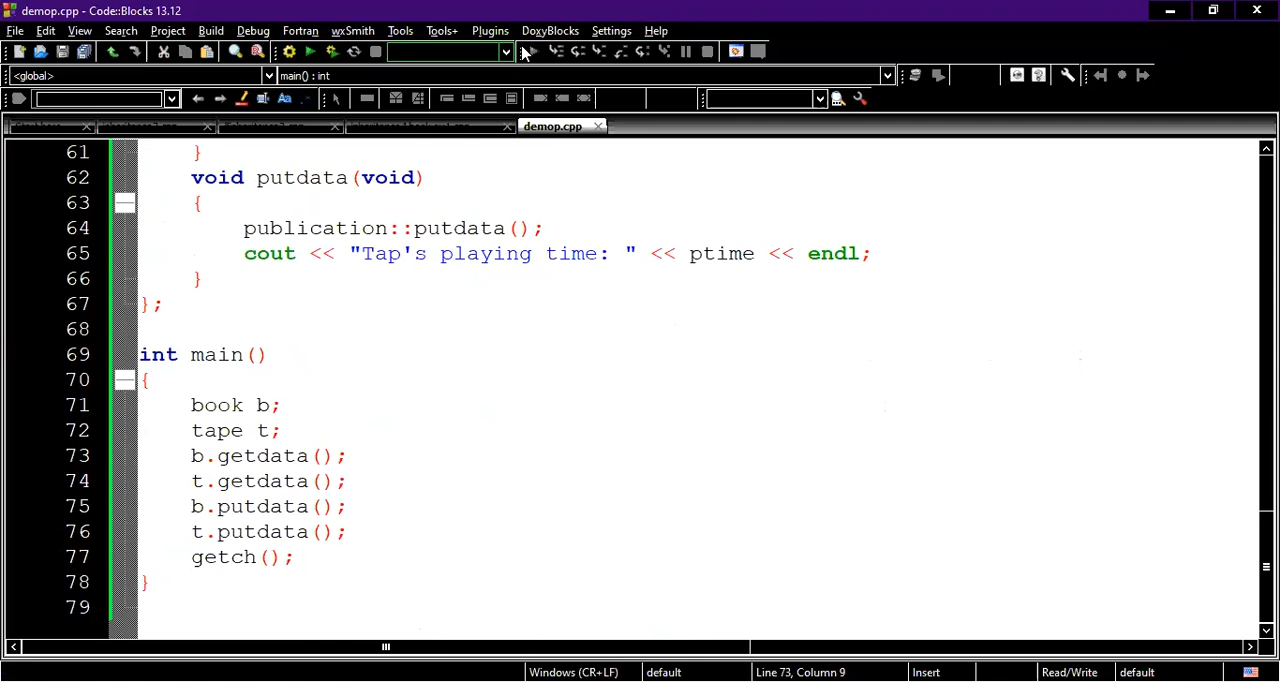 demop.cpp - Code::Blocks 13.12
File Edit View Search Project Build Debug Fortran wxSmith Tools Tools+ Plugins DoxyBlocks Settings Help
<global> main() : int
demop.cpp
61 }
62 void putdata(void)
63 {
64 publication::putdata();
65 cout << "Tap's playing time: " << ptime << endl;
66 }
67 };
68
69 int main()
70 {
71 book b;
72 tape t;
73 b.getdata();
74 t.getdata();
75 b.putdata();
76 t.putdata();
77 getch();
78 }
79
Windows (CR+LF) default Line 73, Column 9 Insert Read/Write default